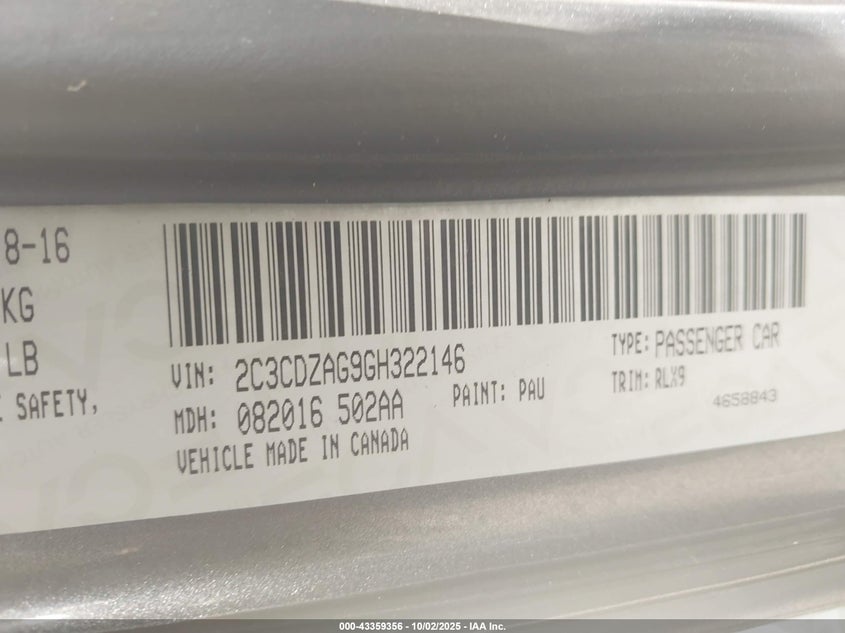 8-16
KG
LB
E SAFETY,
VIN: 2C3CDZAG9GH322146
TYPE: PASSENGER CAR
MDH: 082016 502AA
PAINT: PAU
TRIM: RLX9
4658843
VEHICLE MADE IN CANADA
000-43359356 - 10/02/2025 - IAA Inc.